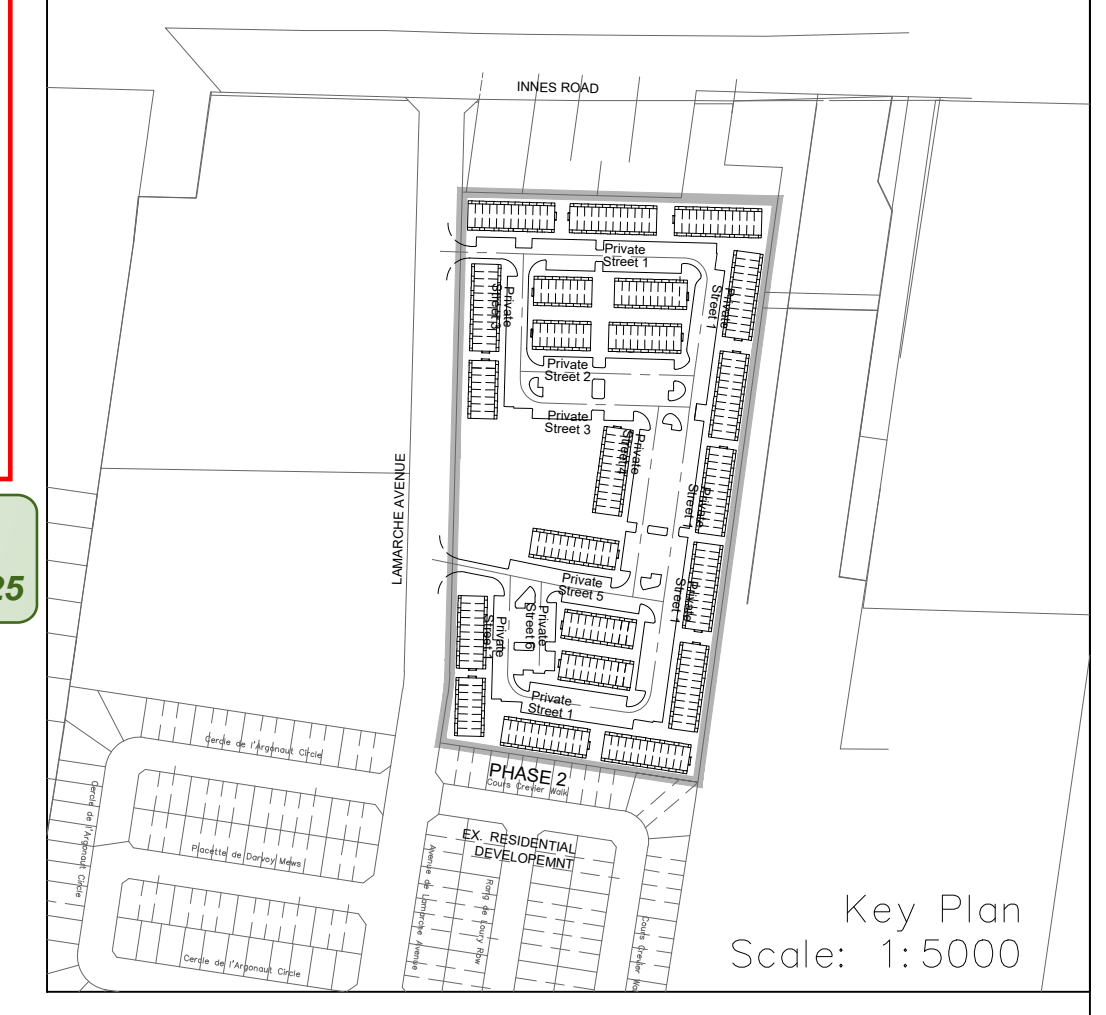 INNES ROAD
Private
Street 1
Private
Street 3
Private
Street 1
Private
Street 2
Private
Street 3
Private
Street 4
LAMARCHE AVENUE
Private
Street 1
25
Private
Street 5
Private
Street 1
Private
Street 6
Private
Street 1
Private
Street 1
Cercle de l'Argonaut Circle
PHASE 2
Cours Crevier Walk
Cercle de l'Argonaut Circle
EX. RESIDENTIAL
DEVELOPEMNT
Placette de Darvoy Mews
Avenue de Lamarche Avenue
Rang de Loury Row
Cours Crevier Wa
Key Plan
Scale: 1:5000
Cercle de l'Argonaut Circle